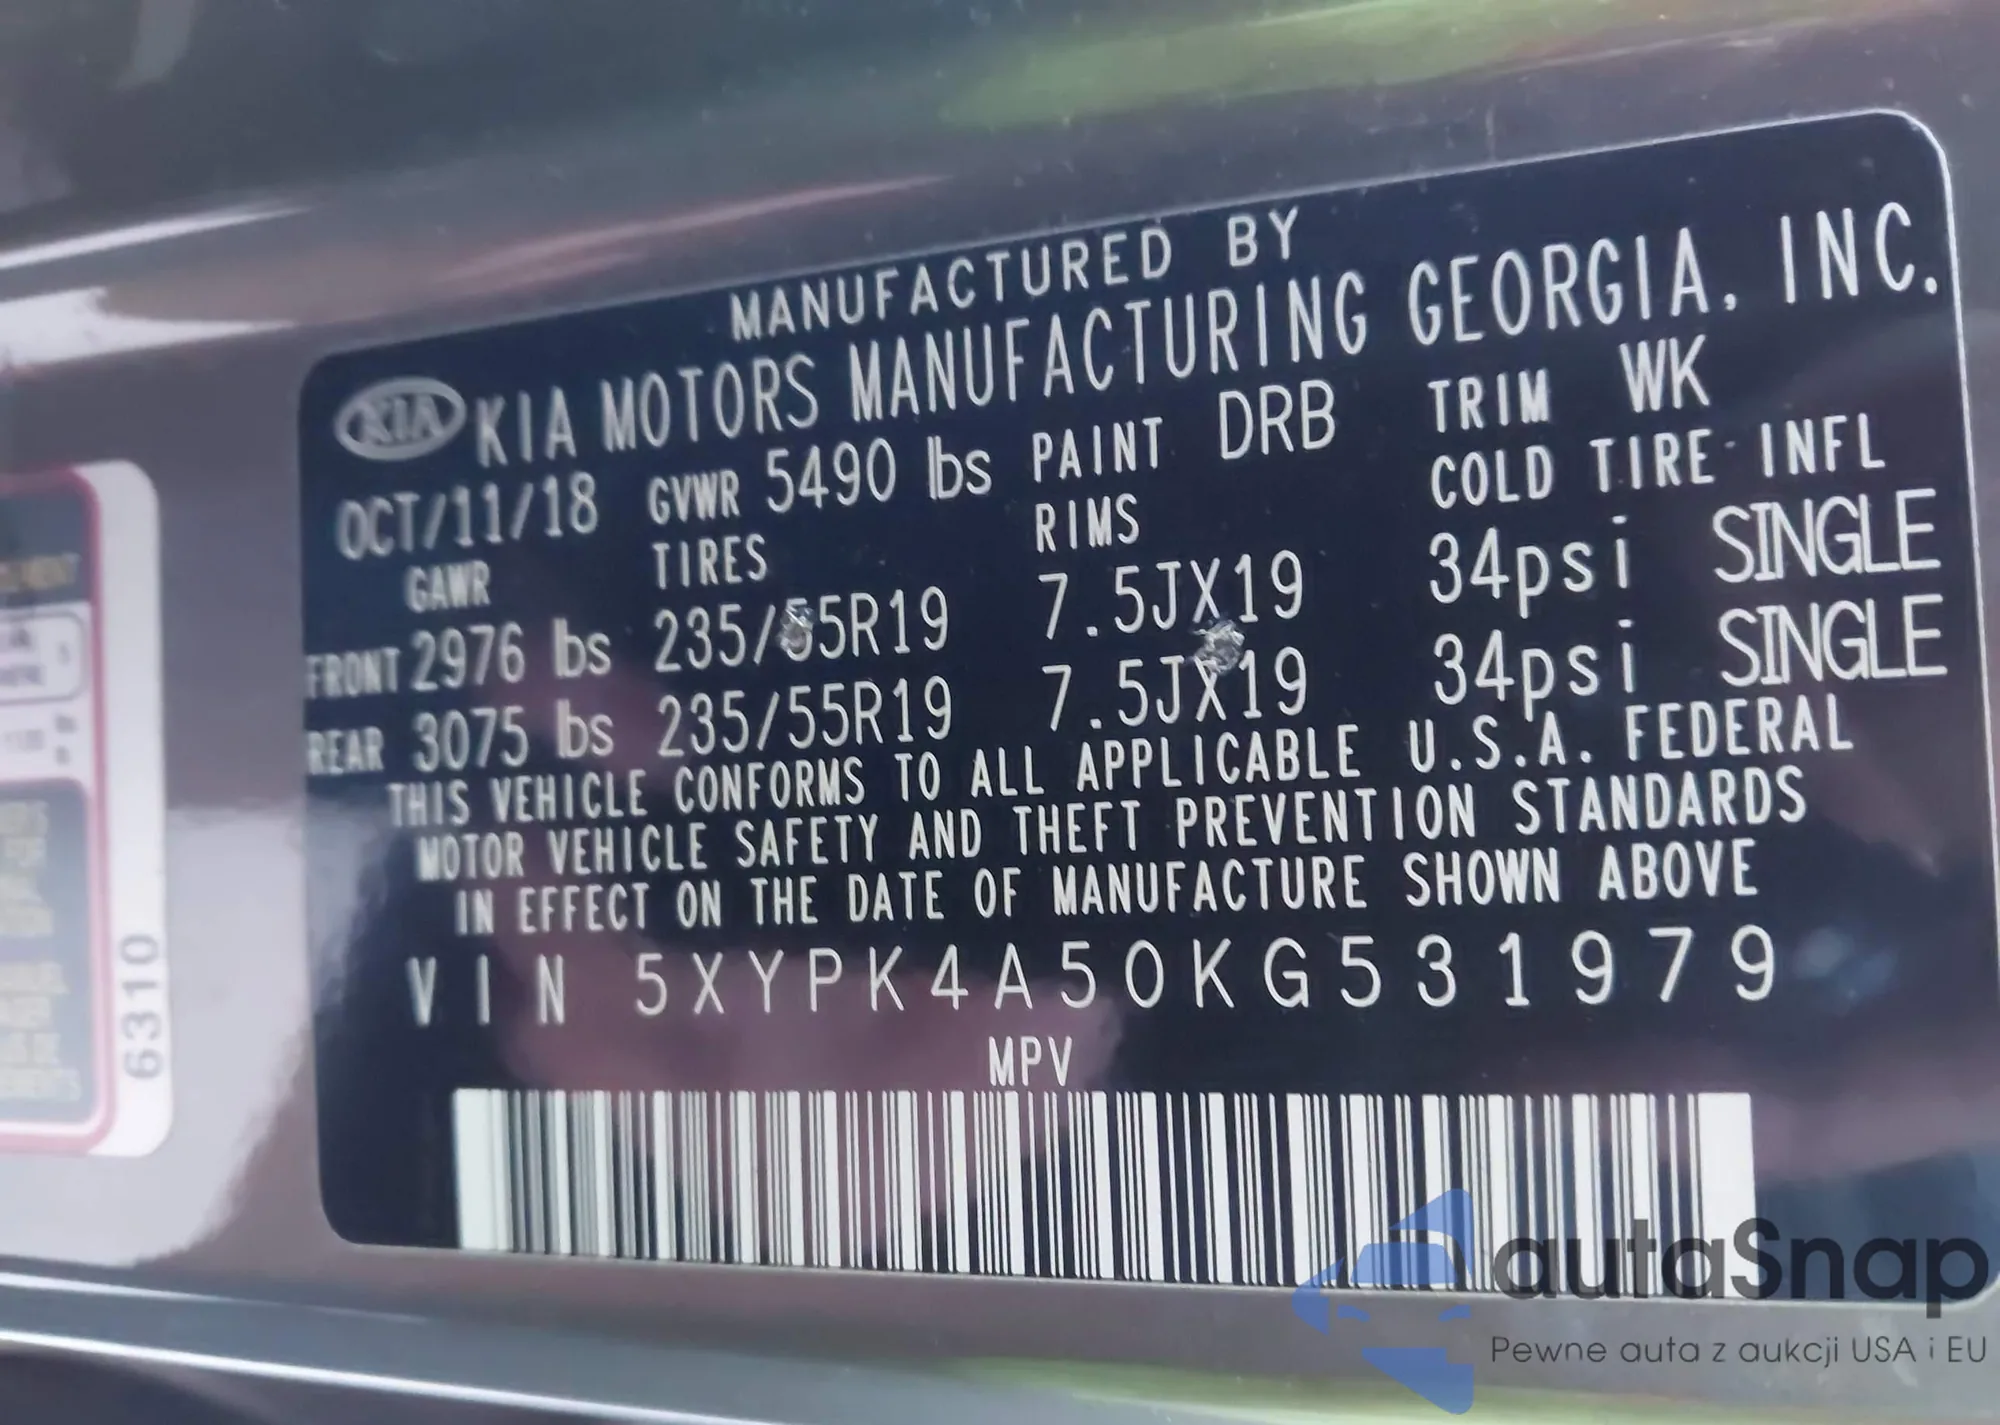 MANUFACTURED BY
KIA KIA MOTORS MANUFACTURING GEORGIA, INC.
OCT/11/18 GVWR 5490 lbs PAINT DRB TRIM WK
GAWR TIRES RIMS COLD TIRE INFL
FRONT 2976 lbs 235/55R19 7.5JX19 34psi SINGLE
REAR 3075 lbs 235/55R19 7.5JX19 34psi SINGLE
THIS VEHICLE CONFORMS TO ALL APPLICABLE U.S.A. FEDERAL
MOTOR VEHICLE SAFETY AND THEFT PREVENTION STANDARDS
IN EFFECT ON THE DATE OF MANUFACTURE SHOWN ABOVE
VIN 5XYPK4A50KG531979
MPV
6310
autaSnap
Pewne auta z aukcji USA i EU